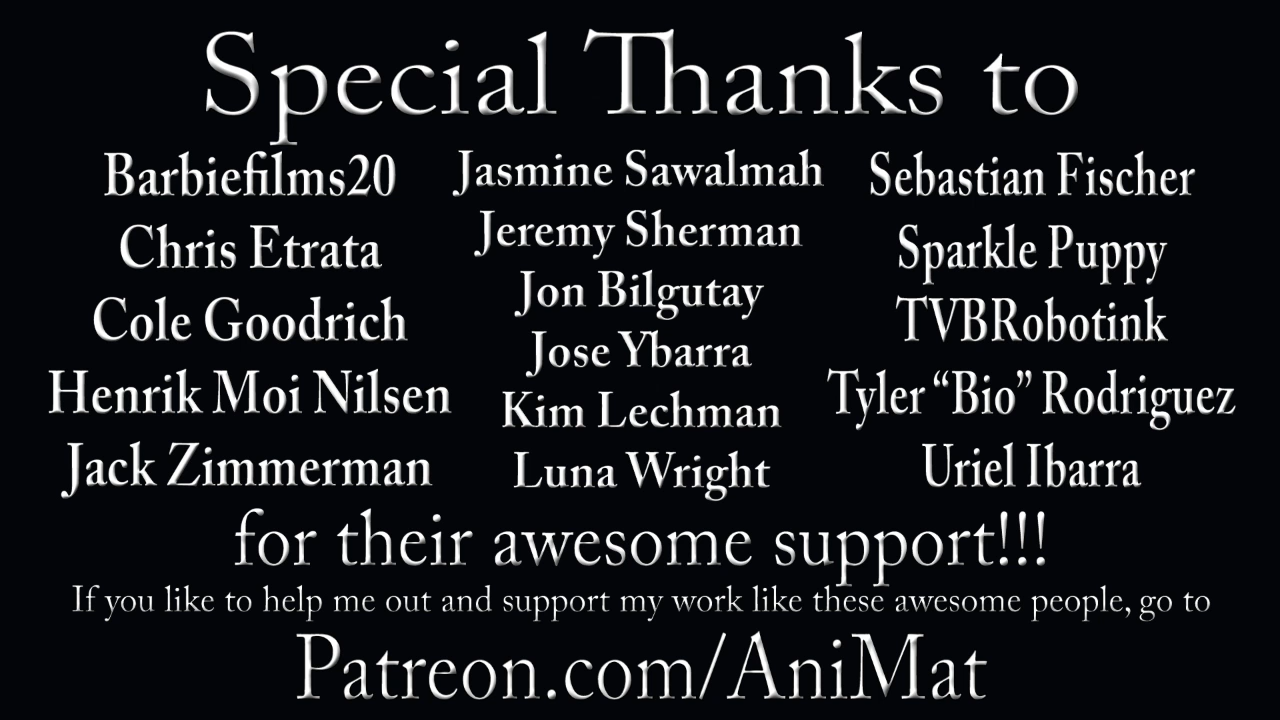 Special Thanks to
Barbiefilms20
Chris Etrata
Cole Goodrich
Henrik Moi Nilsen
Jack Zimmerman
Jasmine Sawalmah
Jeremy Sherman
Jon Bilgutay
Jose Ybarra
Kim Lechman
Luna Wright
Sebastian Fischer
Sparkle Puppy
TVBRobotink
Tyler “Bio” Rodriguez
Uriel Ibarra
for their awesome support!!!
If you like to help me out and support my work like these awesome people, go to
Patreon.com/AniMat